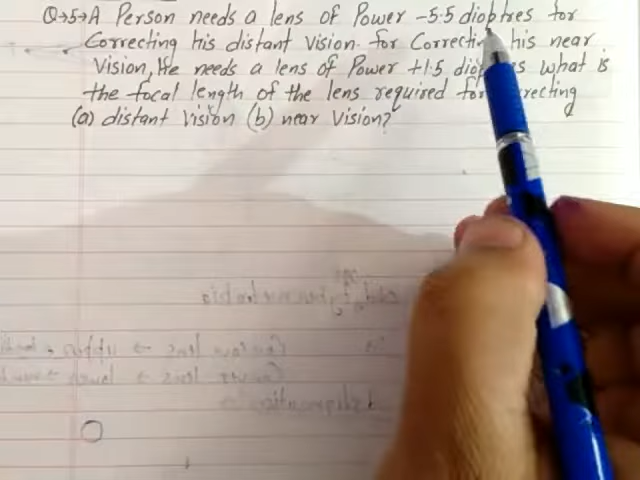 Q→5→A Person needs a lens of Power -5.5 dioptres for
Correcting his distant Vision. for Correcting his near
Vision, He needs a lens of Power +1.5 what is
the focal length of the lens required for
(a) distant Vision (b) near Vision?